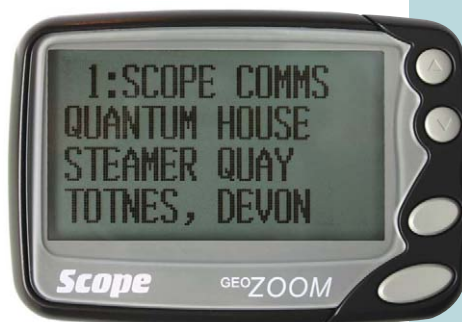 1:SCOPE COMMS
QUANTUM HOUSE
STEAMER QUAY
TOTNES, DEVON
Scope GEOZOOM